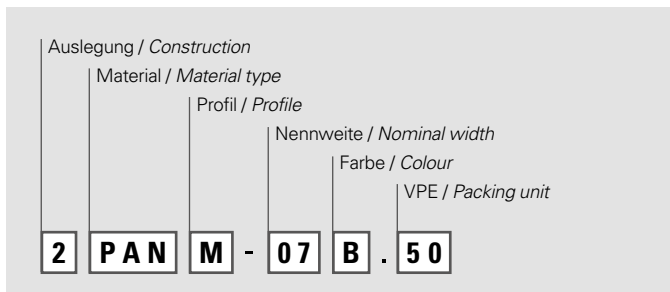 Auslegung / Construction
Material / Material type
Profil / Profile
Nennweite / Nominal width
Farbe / Colour
VPE / Packing unit
2 PAN M - 07 B . 50